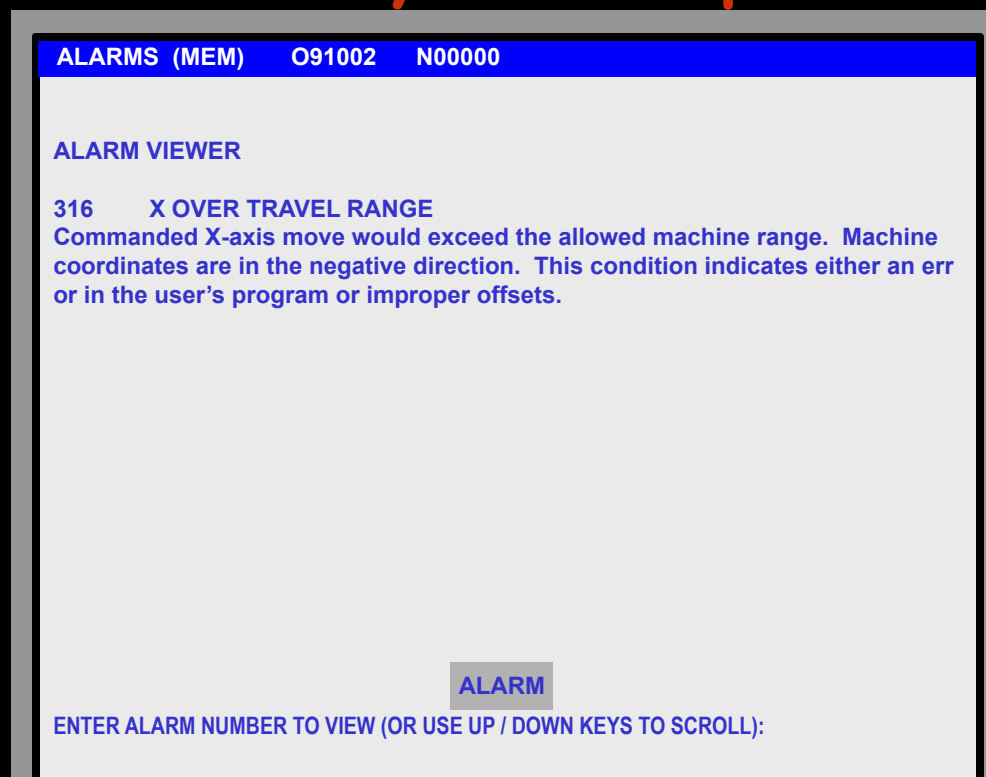 ALARMS (MEM) O91002 N00000
ALARM VIEWER
316 X OVER TRAVEL RANGE
Commanded X-axis move would exceed the allowed machine range. Machine
coordinates are in the negative direction. This condition indicates either an err
or in the user's program or improper offsets.
ALARM
ENTER ALARM NUMBER TO VIEW (OR USE UP / DOWN KEYS TO SCROLL):